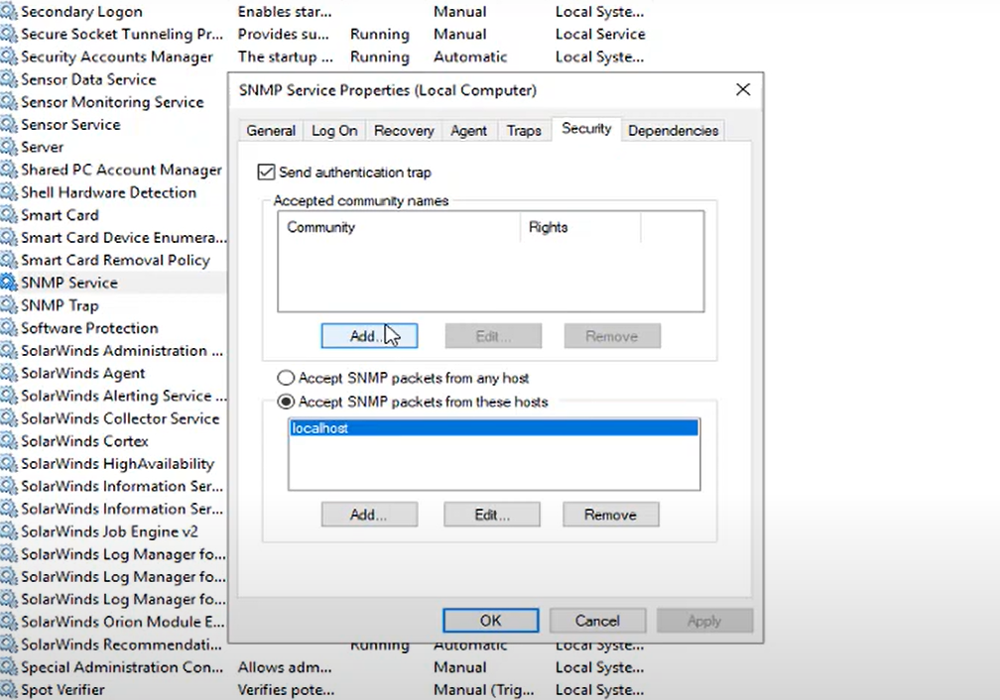 Secondary Logon Enables star... Manual Local Syste...
Secure Socket Tunneling Pr... Provides su... Running Manual Local Service
Security Accounts Manager The startup ... Running Automatic Local Syste...
Sensor Data Service
Sensor Monitoring Service
Sensor Service
Server
Shared PC Account Manager
Shell Hardware Detection
Smart Card
Smart Card Device Enumera...
Smart Card Removal Policy
SNMP Service
SNMP Trap
Software Protection
SolarWinds Administration ...
SolarWinds Agent
SolarWinds Alerting Service ...
SolarWinds Collector Service
SolarWinds Cortex
SolarWinds HighAvailability
SolarWinds Information Ser...
SolarWinds Information Ser...
SolarWinds Job Engine v2
SolarWinds Log Manager fo...
SolarWinds Log Manager fo...
SolarWinds Log Manager fo...
SolarWinds Orion Module E...
SolarWinds Recommendati... Running Automatic Local Syste...
Special Administration Con... Allows adm... Manual Local Syste...
Spot Verifier Verifies pote... Manual (Trig... Local Syste...
SNMP Service Properties (Local Computer)
General Log On Recovery Agent Traps Security Dependencies
Send authentication trap
Accepted community names
Community Rights
Add... Edit... Remove
Accept SNMP packets from any host
Accept SNMP packets from these hosts
localhost
Add... Edit... Remove
OK Cancel Apply